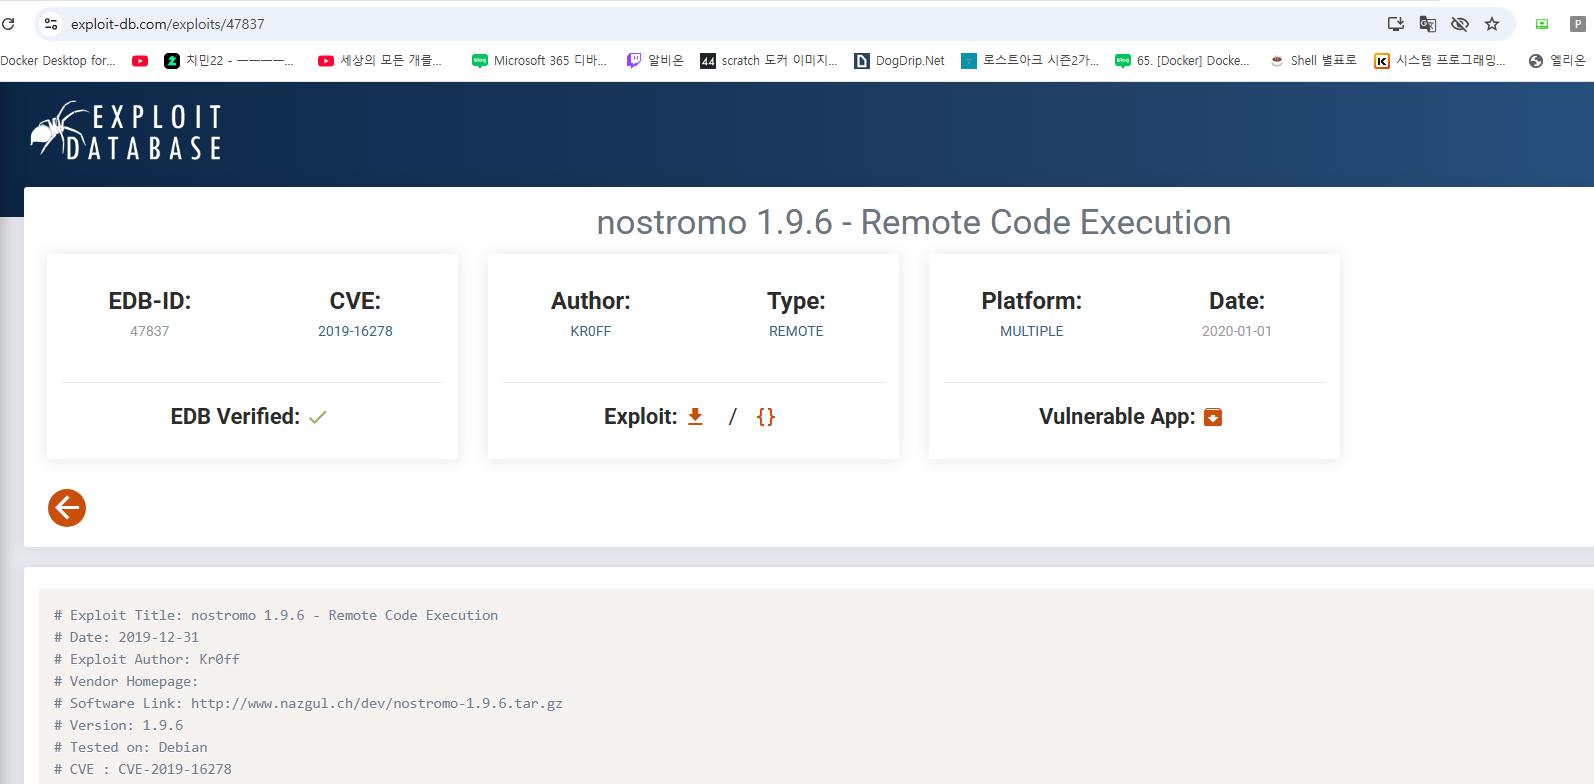 exploit-db.com/exploits/47837
P
Docker Desktop for...
치민22 - ㅡㅡㅡㅡ...
세상의 모든 개를...
blog Microsoft 365 디바...
알비온
44 scratch 도커 이미지...
DogDrip.Net
로스트아크 시즌2가...
blog 65. [Docker] Docke...
Shell 별표로
시스템 프로그래밍...
엘리온
EXPLOIT
DATABASE
nostromo 1.9.6 - Remote Code Execution
EDB-ID: CVE: Author: Type: Platform: Date:
47837 2019-16278 KR0FF REMOTE MULTIPLE 2020-01-01
EDB Verified: Exploit: / {} Vulnerable App:
# Exploit Title: nostromo 1.9.6 - Remote Code Execution
# Date: 2019-12-31
# Exploit Author: Kr0ff
# Vendor Homepage:
# Software Link: http://www.nazgul.ch/dev/nostromo-1.9.6.tar.gz
# Version: 1.9.6
# Tested on: Debian
# CVE : CVE-2019-16278